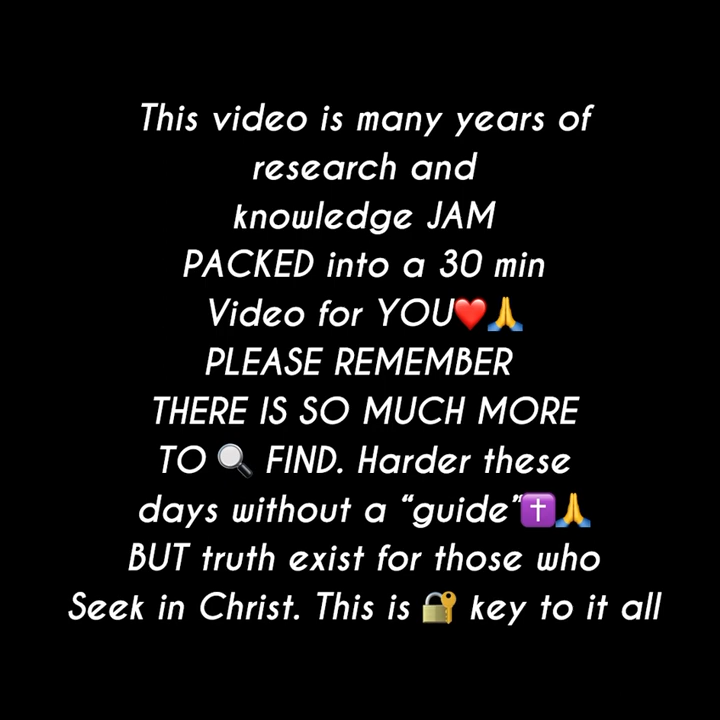 This video is many years of
research and
knowledge JAM
PACKED into a 30 min
Video for YOU❤️🙏
PLEASE REMEMBER
THERE IS SO MUCH MORE
TO 🔍 FIND. Harder these
days without a “guide”✝️🙏
BUT truth exist for those who
Seek in Christ. This is 🔐 key to it all